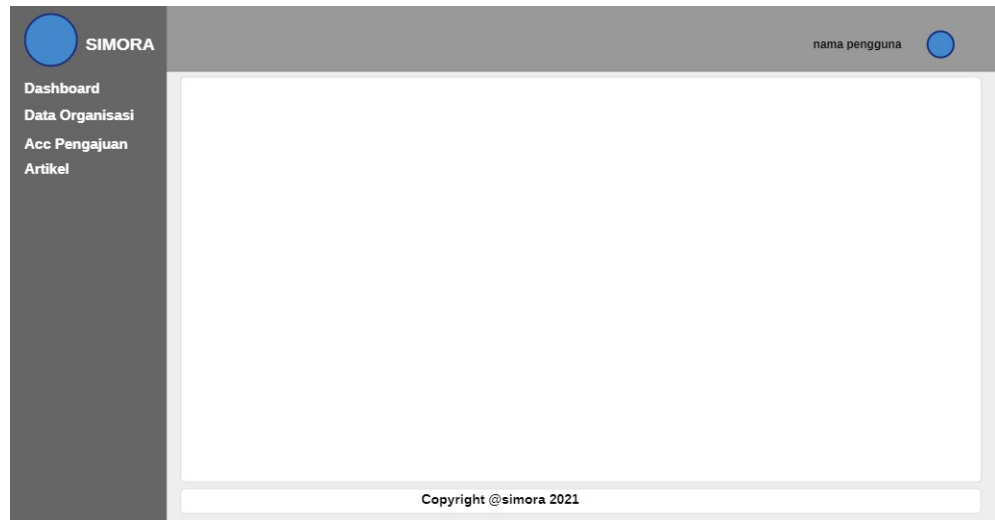 SIMORA
nama pengguna
Dashboard
Data Organisasi
Acc Pengajuan
Artikel
Copyright @simora 2021